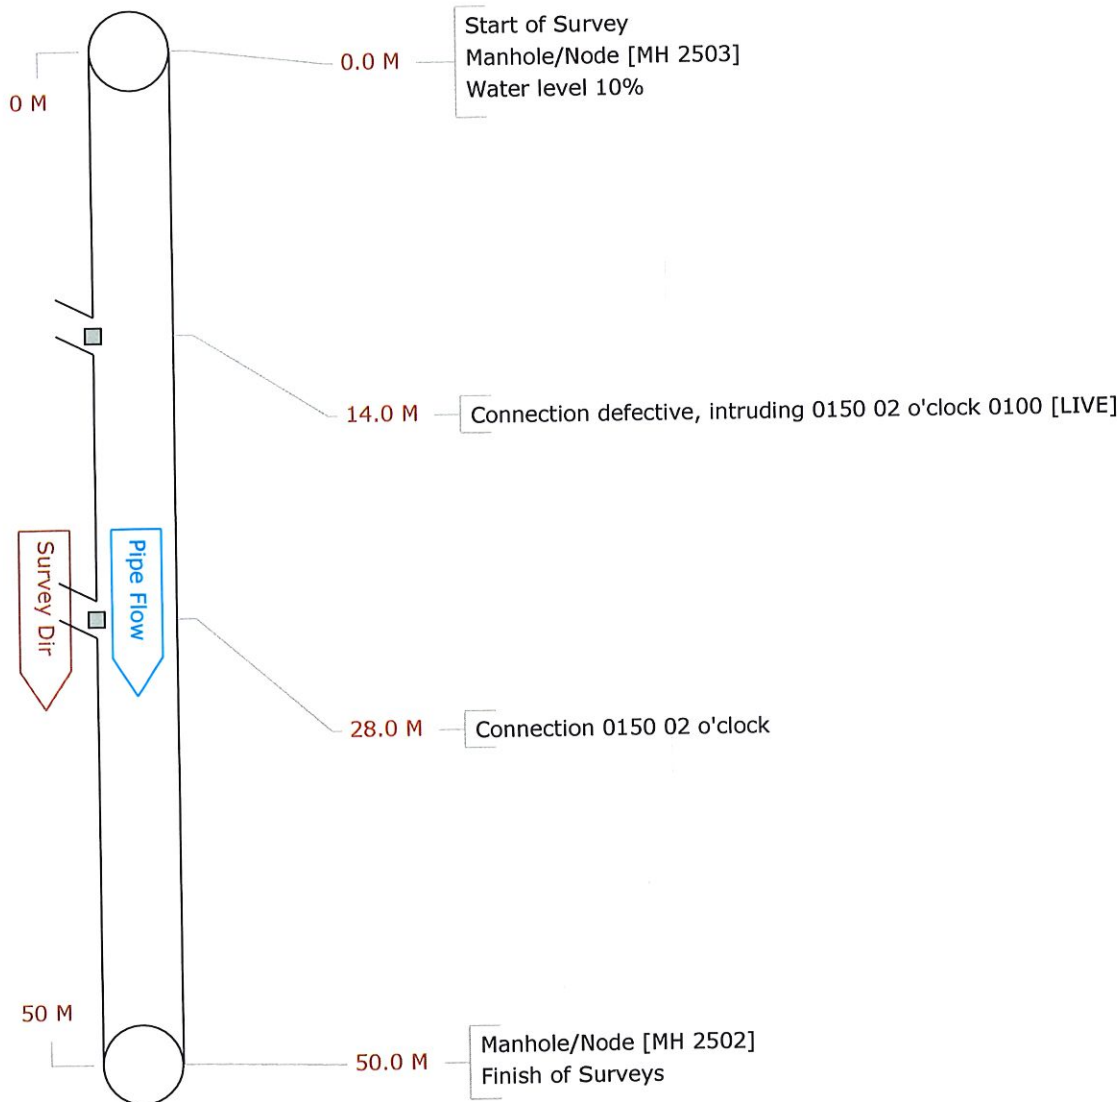 Start of Survey
0.0 M
Manhole/Node [MH 2503]
Water level 10%
0 M
14.0 M
Connection defective, intruding 0150 02 o'clock 0100 [LIVE]
Survey Dir
Pipe Flow
28.0 M
Connection 0150 02 o'clock
50 M
50.0 M
Manhole/Node [MH 2502]
Finish of Surveys